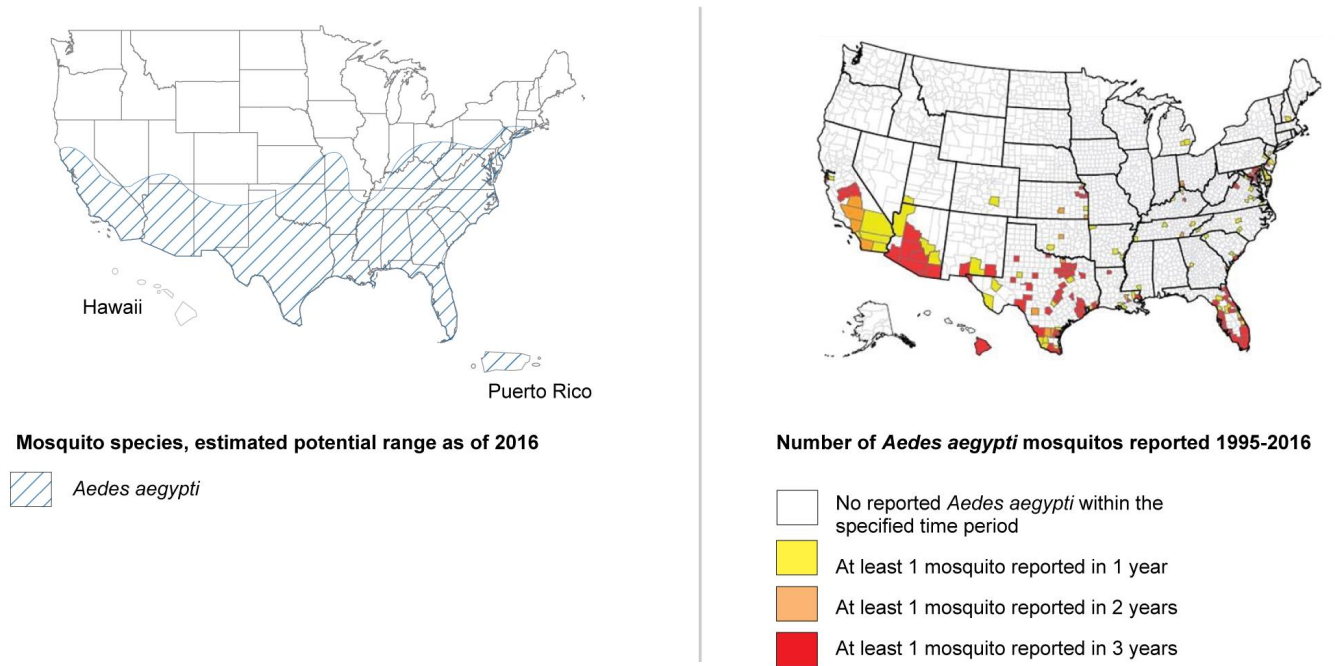 Hawaii
Puerto Rico
Mosquito species, estimated potential range as of 2016
Aedes aegypti
Number of Aedes aegypti mosquitos reported 1995-2016
No reported Aedes aegypti within the
specified time period
At least 1 mosquito reported in 1 year
At least 1 mosquito reported in 2 years
At least 1 mosquito reported in 3 years